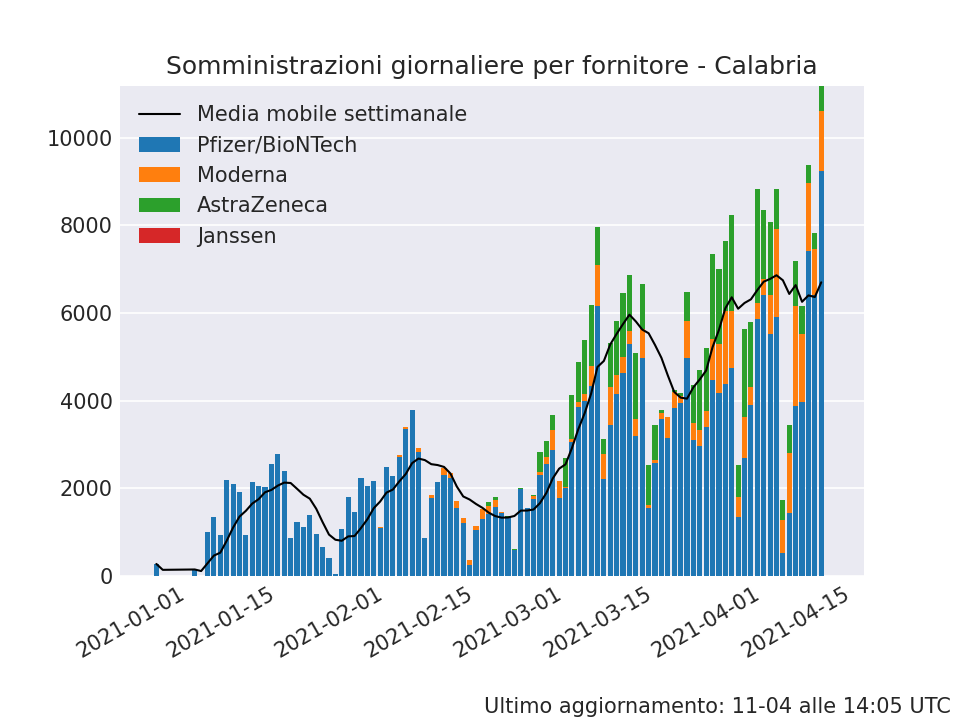 Somministrazioni giornaliere per fornitore - Calabria
Media mobile settimanale
Pfizer/BioNTech
Moderna
AstraZeneca
Janssen
10000
8000
6000
4000
2000
0
2021-01-01
2021-01-15
2021-02-01
2021-02-15
2021-03-01
2021-03-15
2021-04-01
2021-04-15
Ultimo aggiornamento: 11-04 alle 14:05 UTC